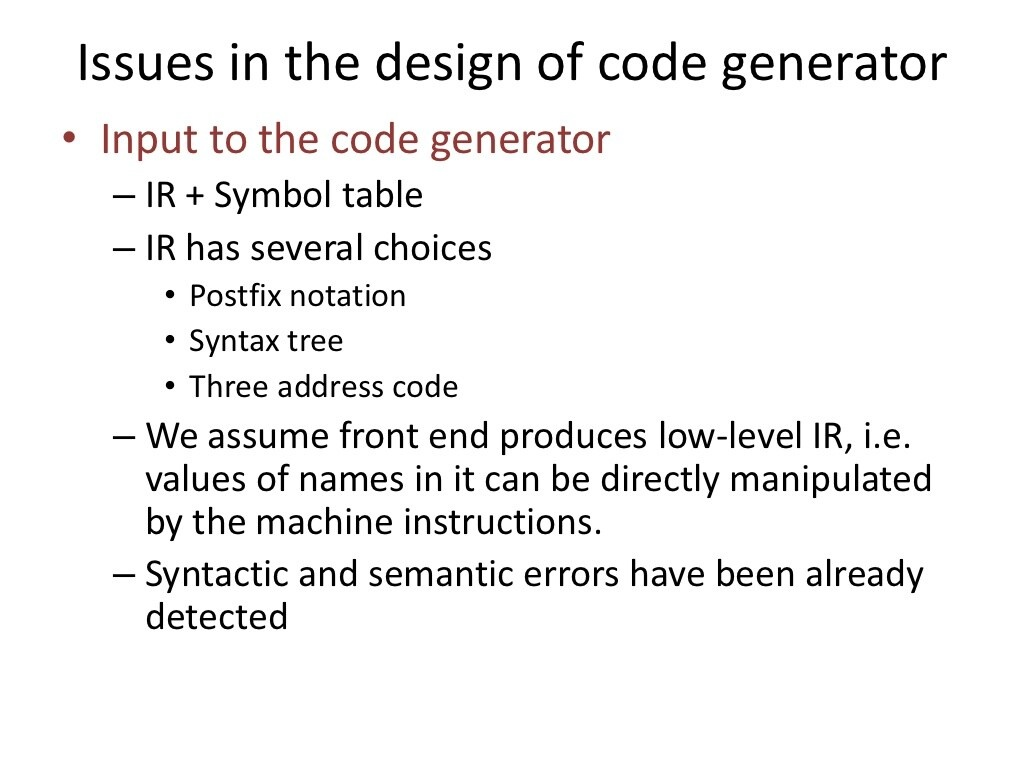 Issues in the design of code generator
• Input to the code generator
– IR + Symbol table
– IR has several choices
• Postfix notation
• Syntax tree
• Three address code
– We assume front end produces low-level IR, i.e.
values of names in it can be directly manipulated
by the machine instructions.
– Syntactic and semantic errors have been already
detected